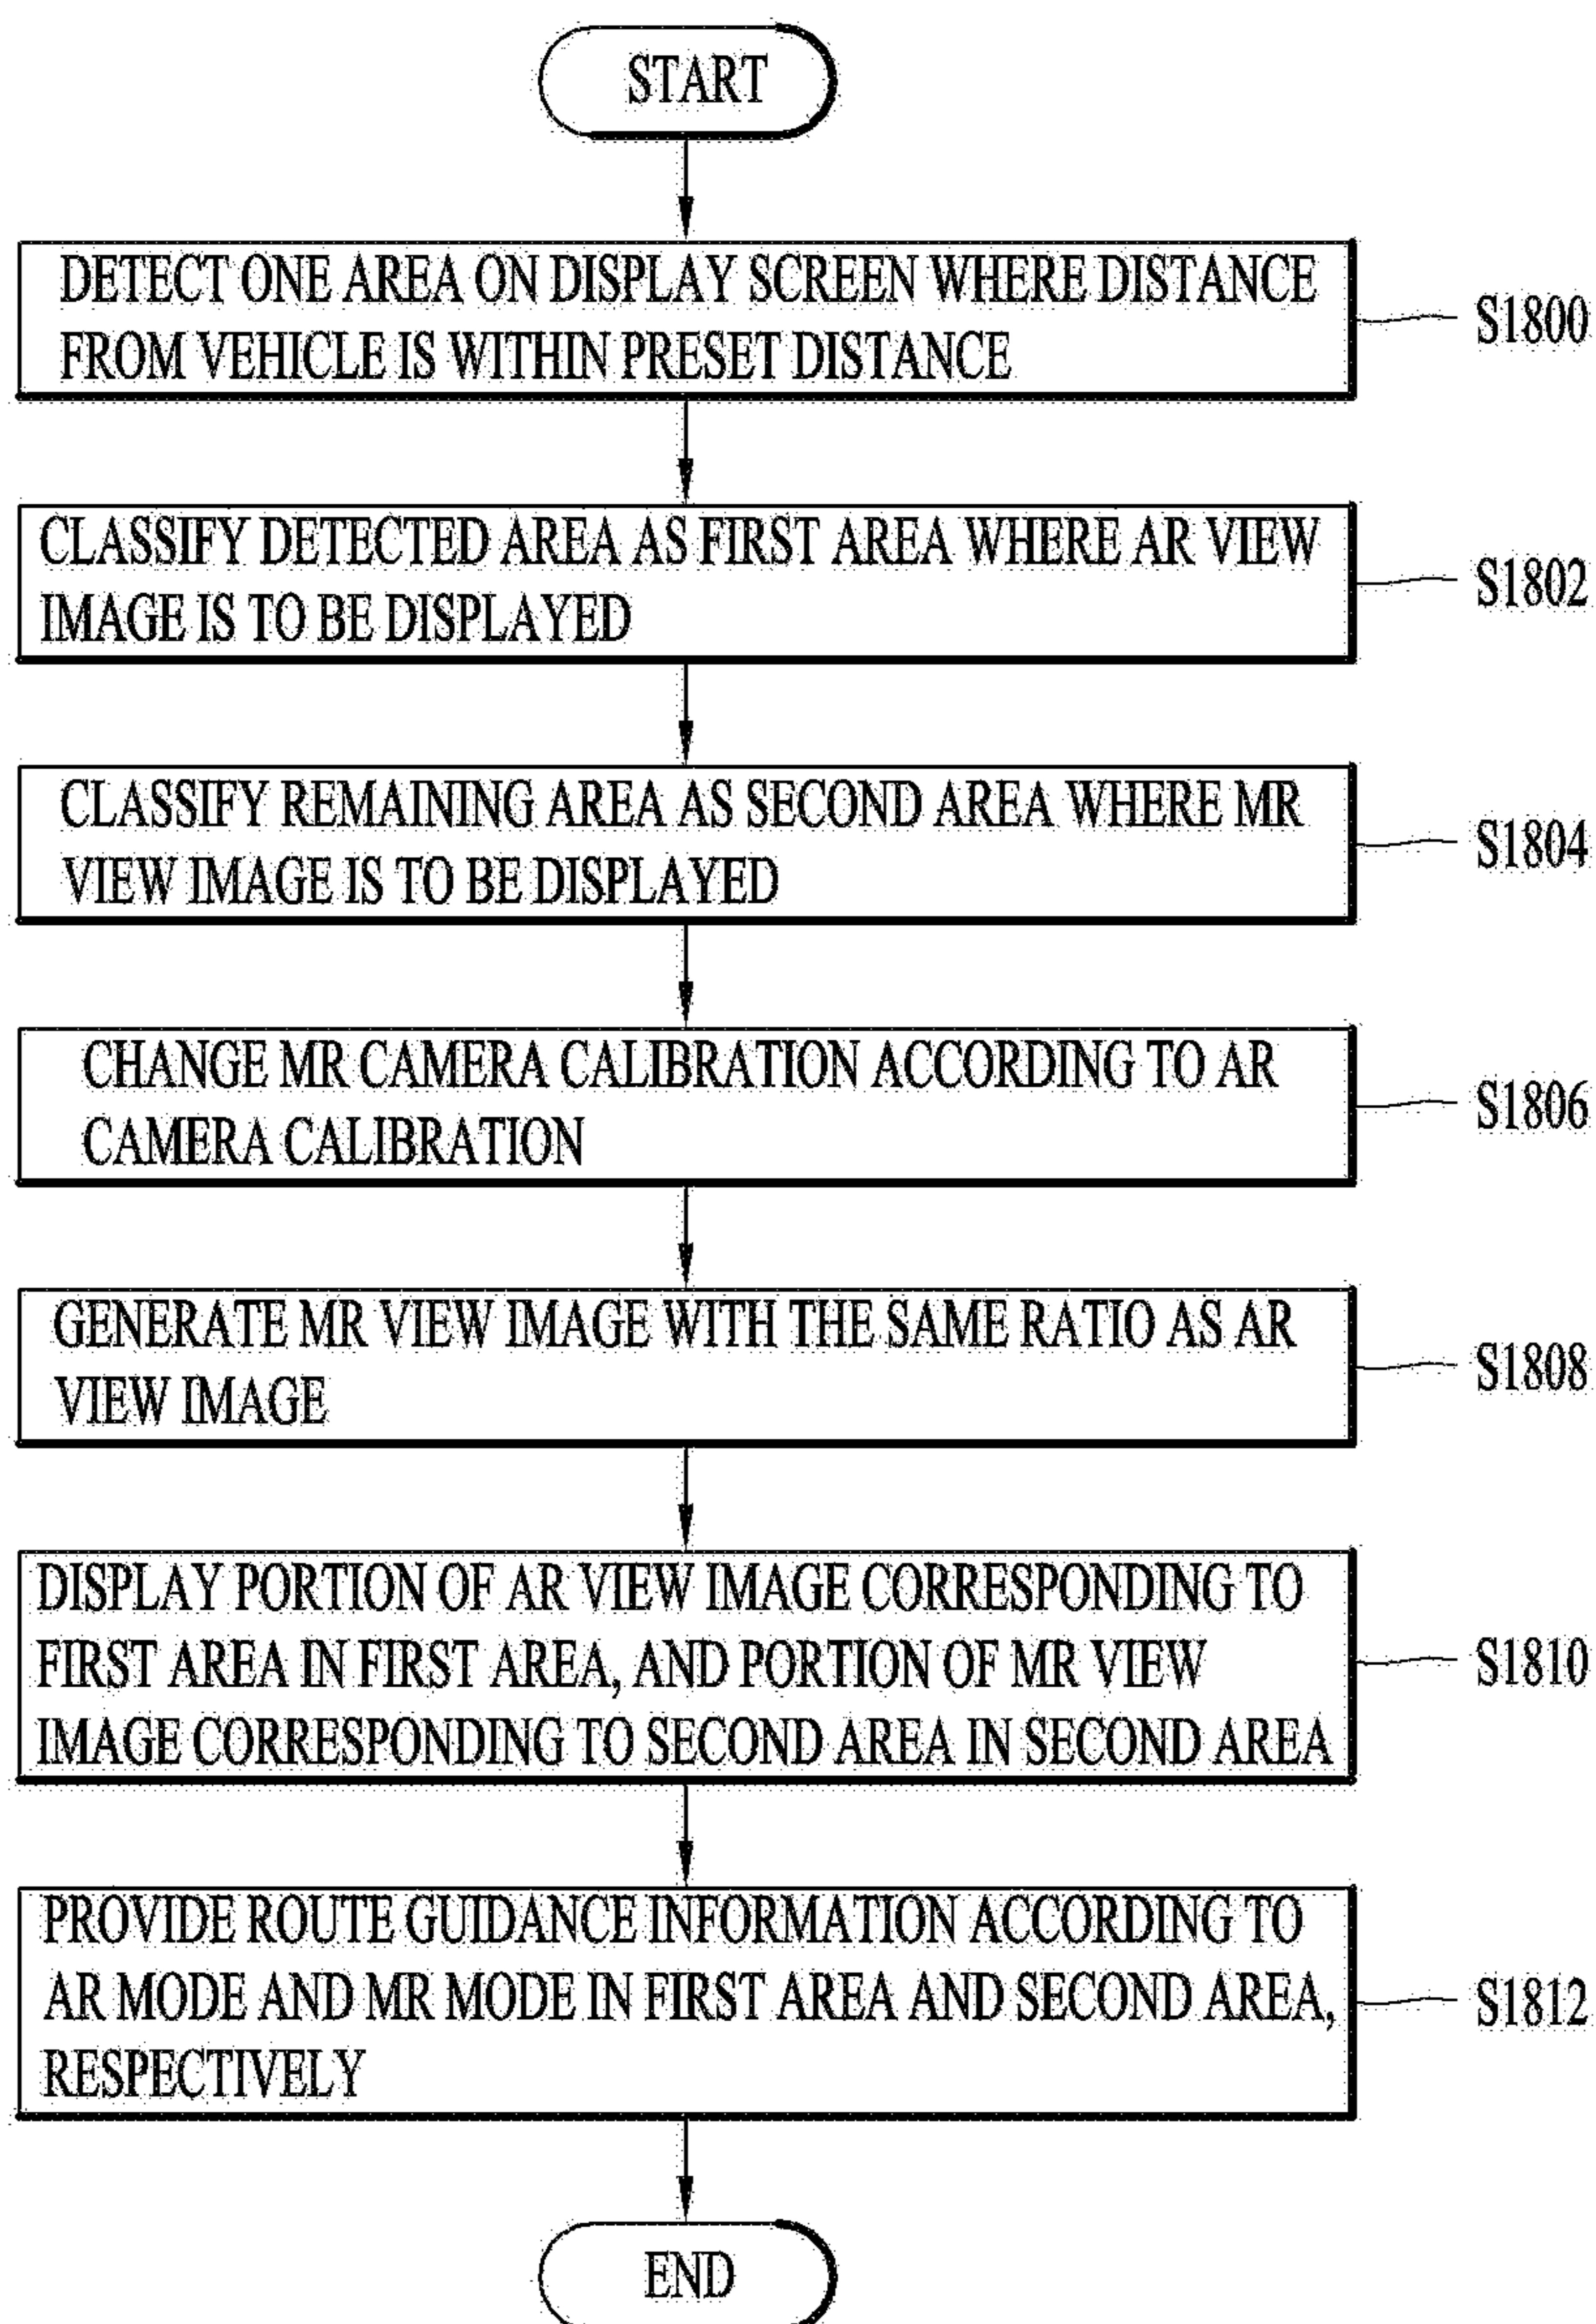 START
DETECT ONE AREA ON DISPLAY SCREEN WHERE DISTANCE
FROM VEHICLE IS WITHIN PRESET DISTANCE
S1800
CLASSIFY DETECTED AREA AS FIRST AREA WHERE AR VIEW
IMAGE IS TO BE DISPLAYED
S1802
CLASSIFY REMAINING AREA AS SECOND AREA WHERE MR
VIEW IMAGE IS TO BE DISPLAYED
S1804
CHANGE MR CAMERA CALIBRATION ACCORDING TO AR
CAMERA CALIBRATION
S1806
GENERATE MR VIEW IMAGE WITH THE SAME RATIO AS AR
VIEW IMAGE
S1808
DISPLAY PORTION OF AR VIEW IMAGE CORRESPONDING TO
FIRST AREA IN FIRST AREA, AND PORTION OF MR VIEW
IMAGE CORRESPONDING TO SECOND AREA IN SECOND AREA
S1810
PROVIDE ROUTE GUIDANCE INFORMATION ACCORDING TO
AR MODE AND MR MODE IN FIRST AREA AND SECOND AREA,
RESPECTIVELY
S1812
END